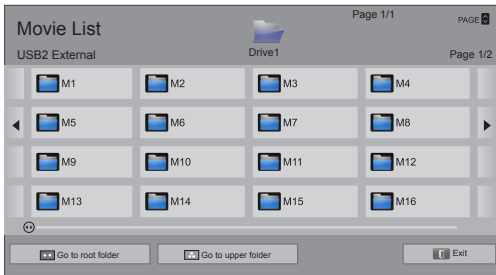 Movie List
Page 1/1
PAGE
USB2 External
Drive1
Page 1/2
M1
M2
M3
M4
M5
M6
M7
M8
M9
M10
M11
M12
M13
M14
M15
M16
Go to root folder
Go to upper folder
Exit